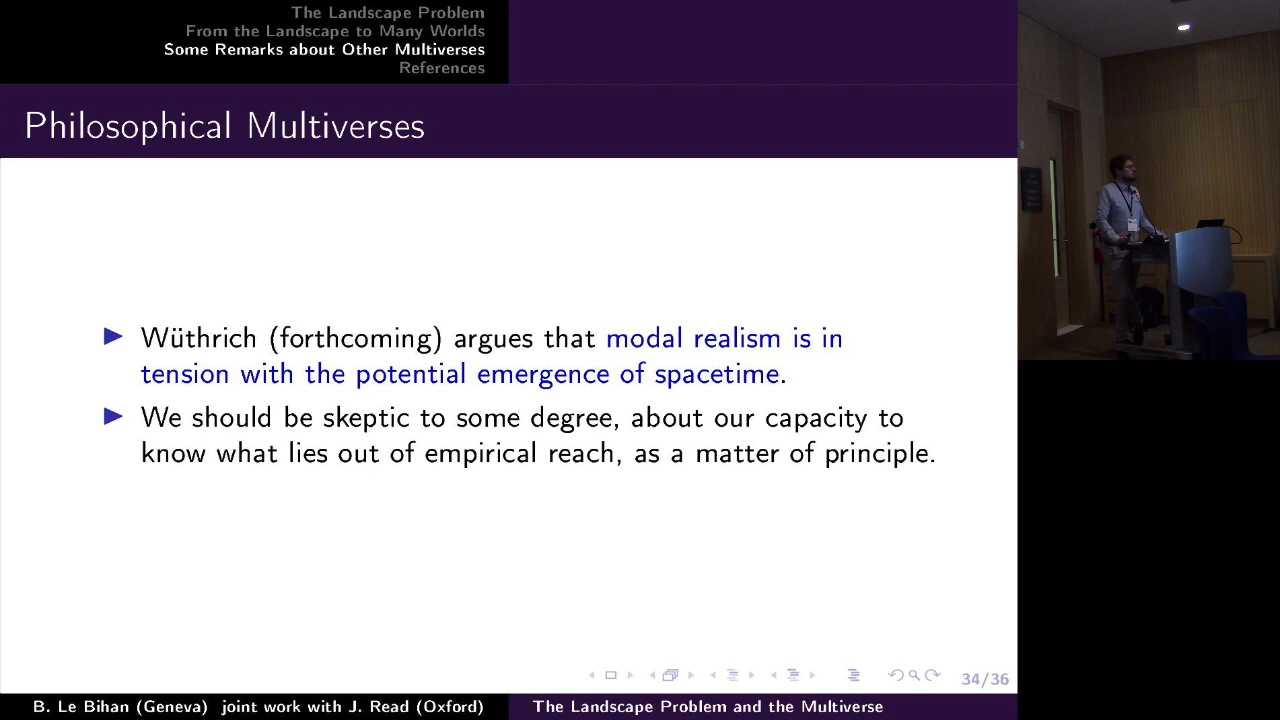 The Landscape Problem
From the Landscape to Many Worlds
Some Remarks about Other Multiverses
References
Philosophical Multiverses
Wüthrich (forthcoming) argues that modal realism is in
tension with the potential emergence of spacetime.
We should be skeptic to some degree, about our capacity to
know what lies out of empirical reach, as a matter of principle.
34/36
B. Le Bihan (Geneva) joint work with J. Read (Oxford)
The Landscape Problem and the Multiverse